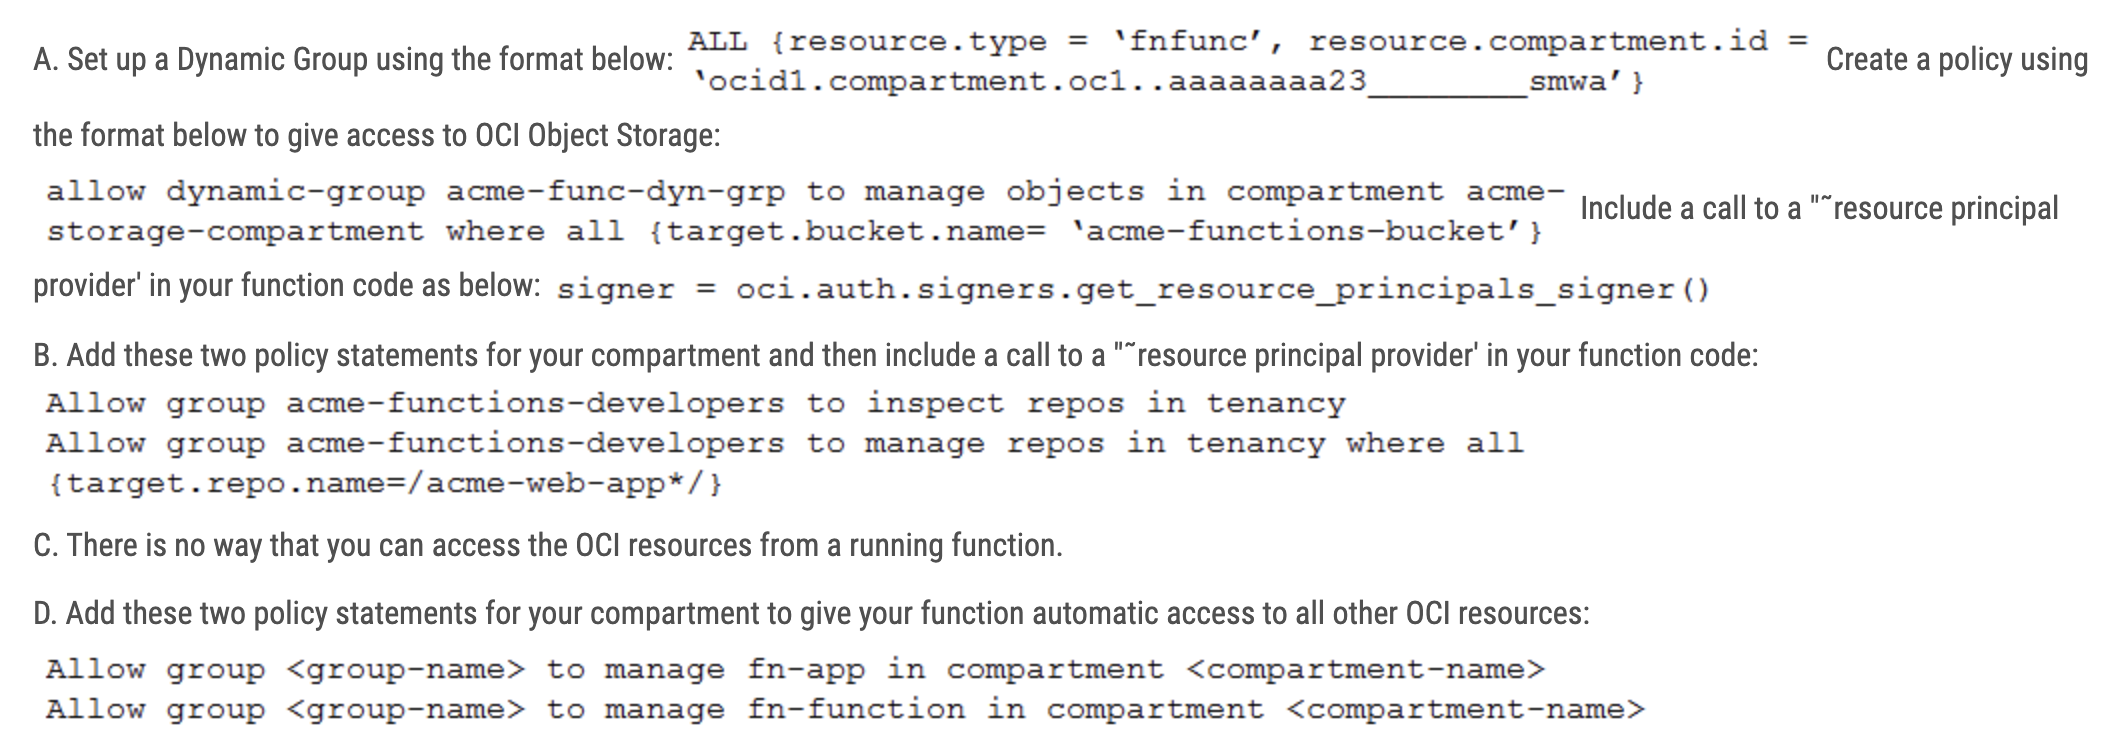 A. Set up a Dynamic Group using the format below: ALL {resource.type = ‘fnfunc’, resource.compartment.id = ‘ocid1.compartment.oc1..aaaaaaaa23________smwa’} Create a policy using
the format below to give access to OCI Object Storage:
allow dynamic-group acme-func-dyn-grp to manage objects in compartment acme-
storage-compartment where all {target.bucket.name= ‘acme-functions-bucket’} Include a call to a "˜resource principal
provider' in your function code as below: signer = oci.auth.signers.get_resource_principals_signer()
B. Add these two policy statements for your compartment and then include a call to a "˜resource principal provider' in your function code:
Allow group acme-functions-developers to inspect repos in tenancy
Allow group acme-functions-developers to manage repos in tenancy where all
{target.repo.name=/acme-web-app*/}
C. There is no way that you can access the OCI resources from a running function.
D. Add these two policy statements for your compartment to give your function automatic access to all other OCI resources:
Allow group <group-name> to manage fn-app in compartment <compartment-name>
Allow group <group-name> to manage fn-function in compartment <compartment-name>